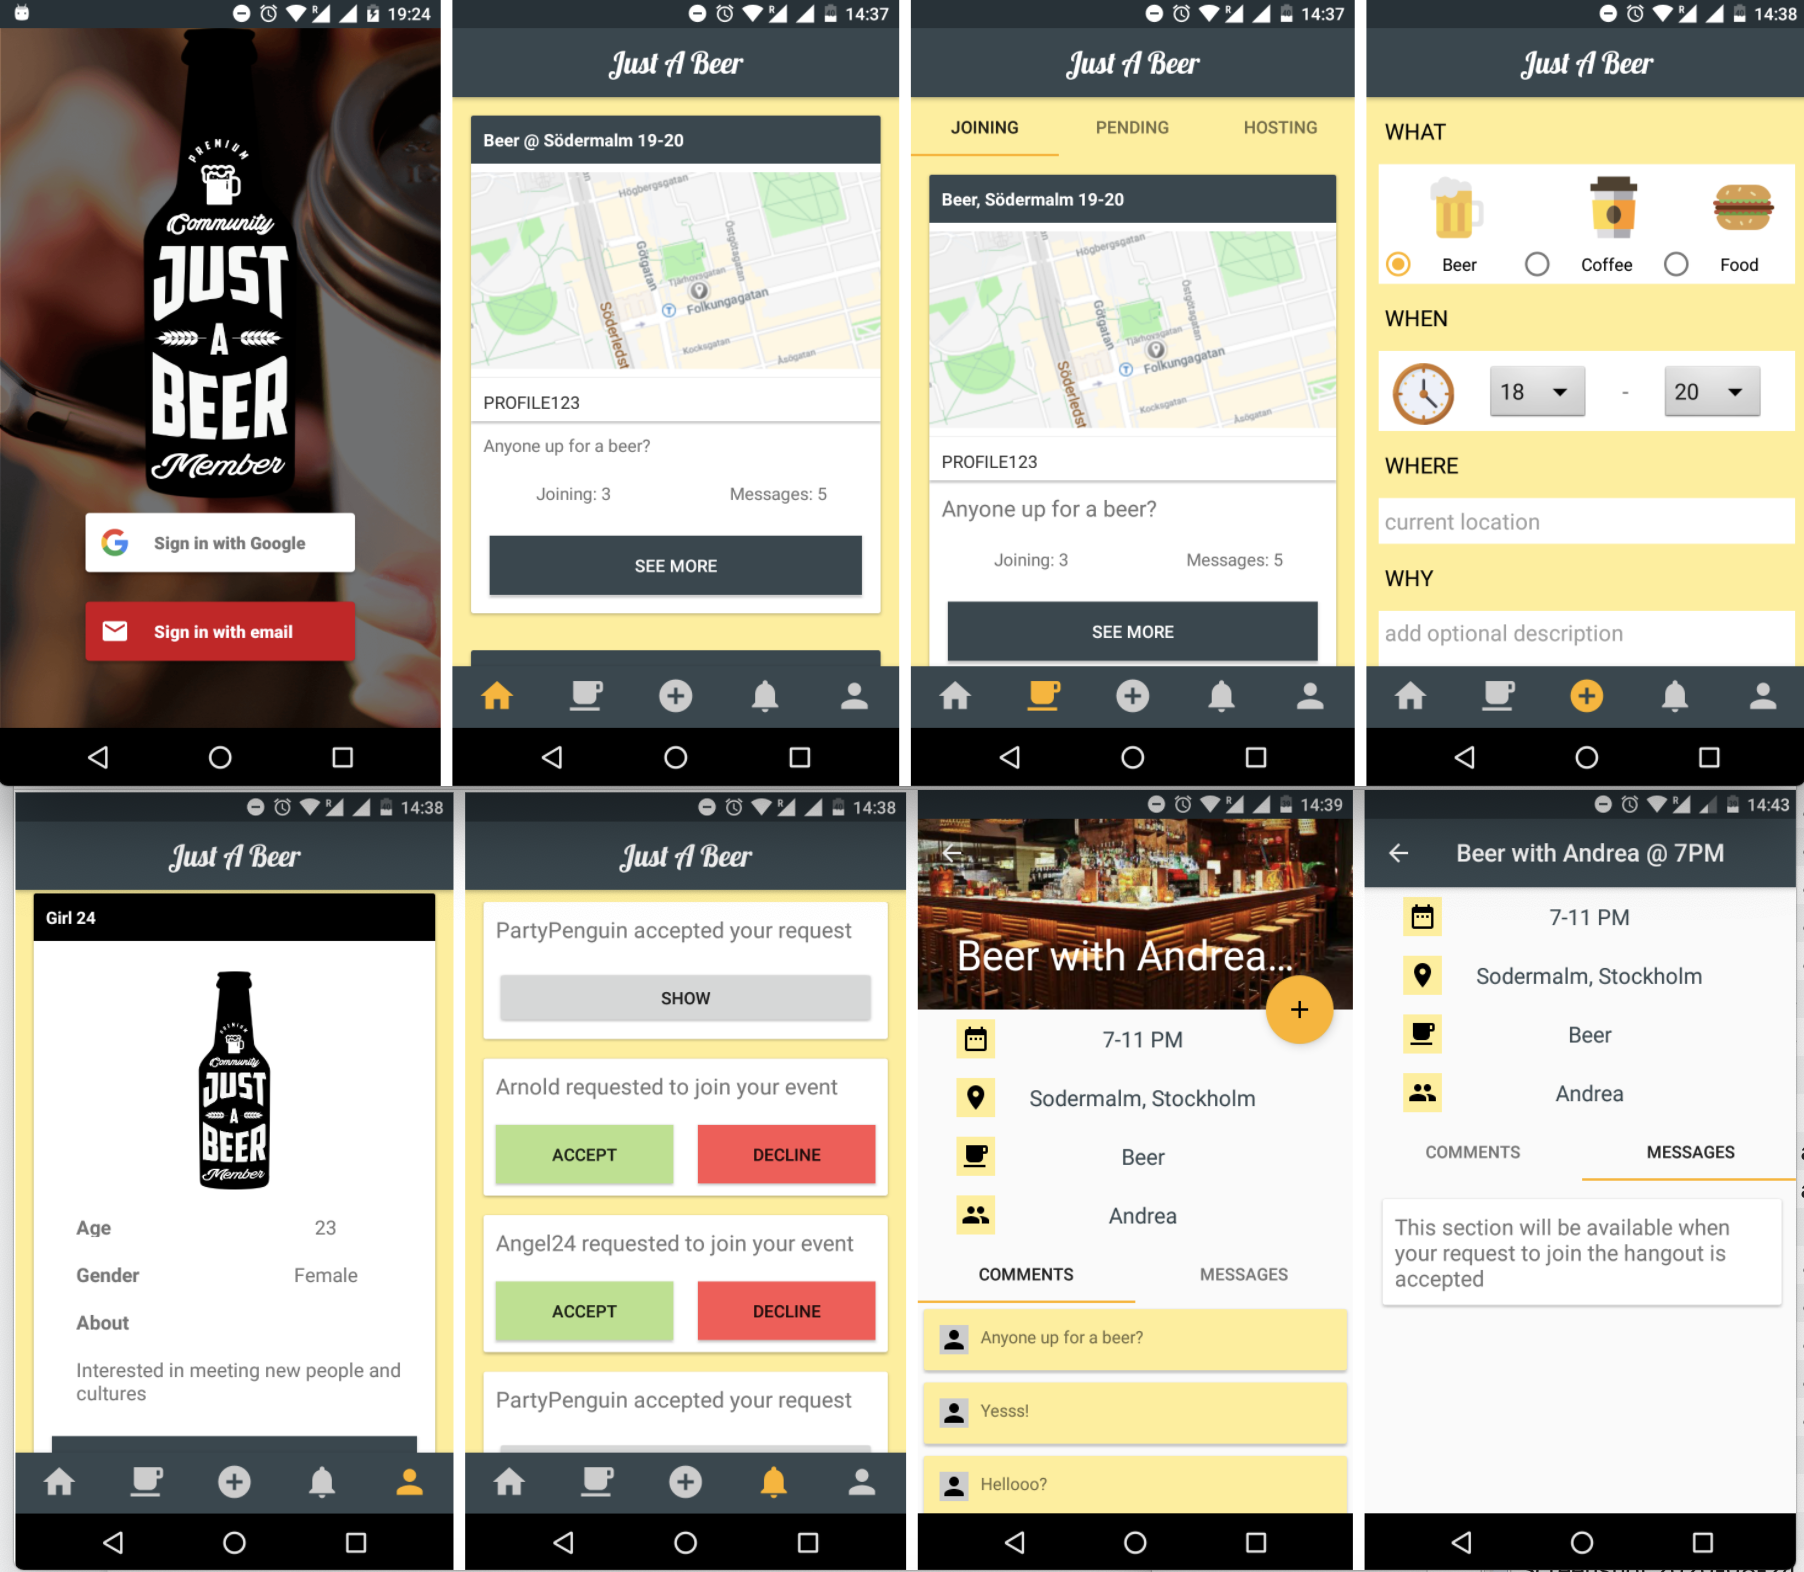 19:24
PREMIUM
Community
JUST
A
BEER
Member
Sign in with Google
Sign in with email
R
14:37
Just A Beer
Beer @ Södermalm 19-20
Högbergsgatan
Götgatan
Östgötagatan
Tjärhovsgatan
Folkungagatan
Söderledst
Kocksgatan
Åsögatan
PROFILE123
Anyone up for a beer?
Joining: 3 Messages: 5
SEE MORE
R
14:37
Just A Beer
JOINING PENDING HOSTING
Beer, Södermalm 19-20
Högbergsgatan
Götgatan
Östgötagatan
Tjärhovsgatan
Folkungagatan
Söderledst
Kocksgatan
Åsögatan
PROFILE123
Anyone up for a beer?
Joining: 3 Messages: 5
SEE MORE
R
14:38
Just A Beer
WHAT
Beer Coffee Food
WHEN
18 - 20
WHERE
current location
WHY
add optional description
R
14:38
Just A Beer
Girl 24
PREMIUM
Community
JUST
A
BEER
Member
Age 23
Gender Female
About
Interested in meeting new people and
cultures
R
14:38
Just A Beer
PartyPenguin accepted your request
SHOW
Arnold requested to join your event
ACCEPT DECLINE
Angel24 requested to join your event
ACCEPT DECLINE
PartyPenguin accepted your request
R
14:39
Beer with Andrea...
7-11 PM
Sodermalm, Stockholm
Beer
Andrea
COMMENTS MESSAGES
Anyone up for a beer?
Yesss!
Hellooo?
R
14:43
Beer with Andrea @ 7PM
7-11 PM
Sodermalm, Stockholm
Beer
Andrea
COMMENTS MESSAGES
This section will be available when
your request to join the hangout is
accepted